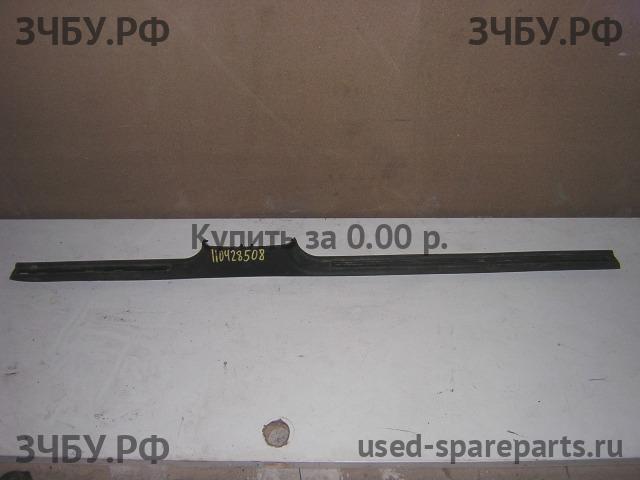 ЗЧБУ.РФ ЗЧБУ.РФ
Купить за 0.00 р.
110428508
ЗЧБУ.РФ used-spareparts.ru